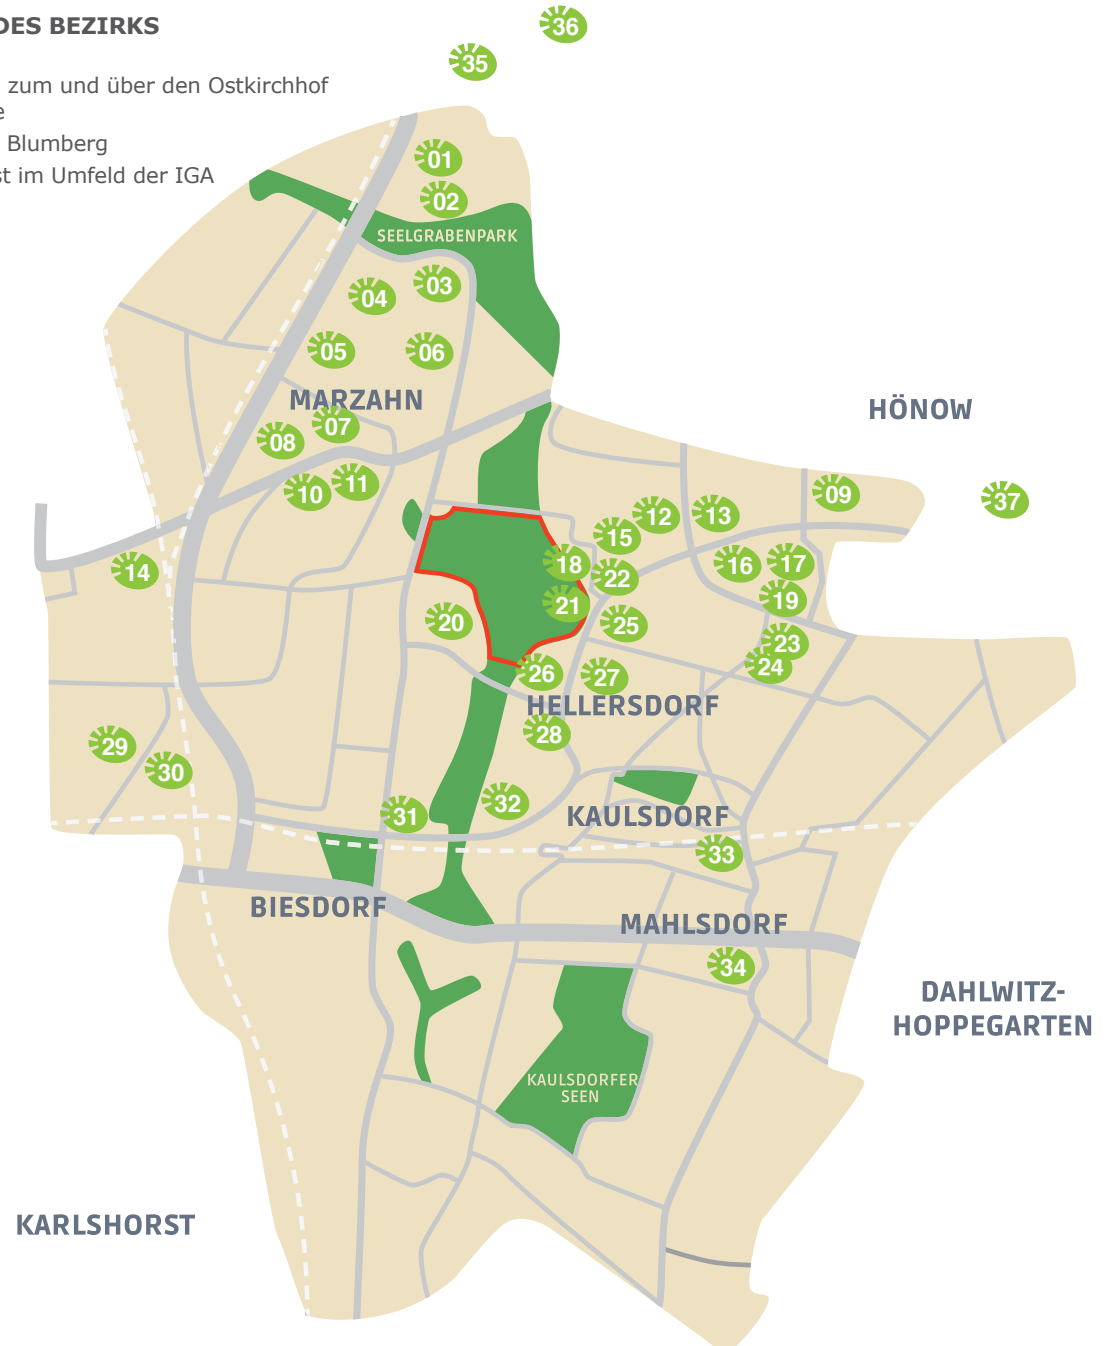 DES BEZIRKS
zum und über den Ostkirchhof
e
Blumberg
st im Umfeld der IGA
36
35
01
02
SEELGRABENPARK
03
04
05
06
MARZAHN
HÖNOW
07
08
11
10
09
37
12
13
15
14
18
16
17
22
19
21
20
25
23
24
26
27
HELLERSDORF
28
29
30
32
31
KAULSDORF
33
BIESDORF
MAHLSDORF
34
DAHLWITZ-
HOPPEGARTEN
KAULSDORFER
SEEN
KARLSHORST